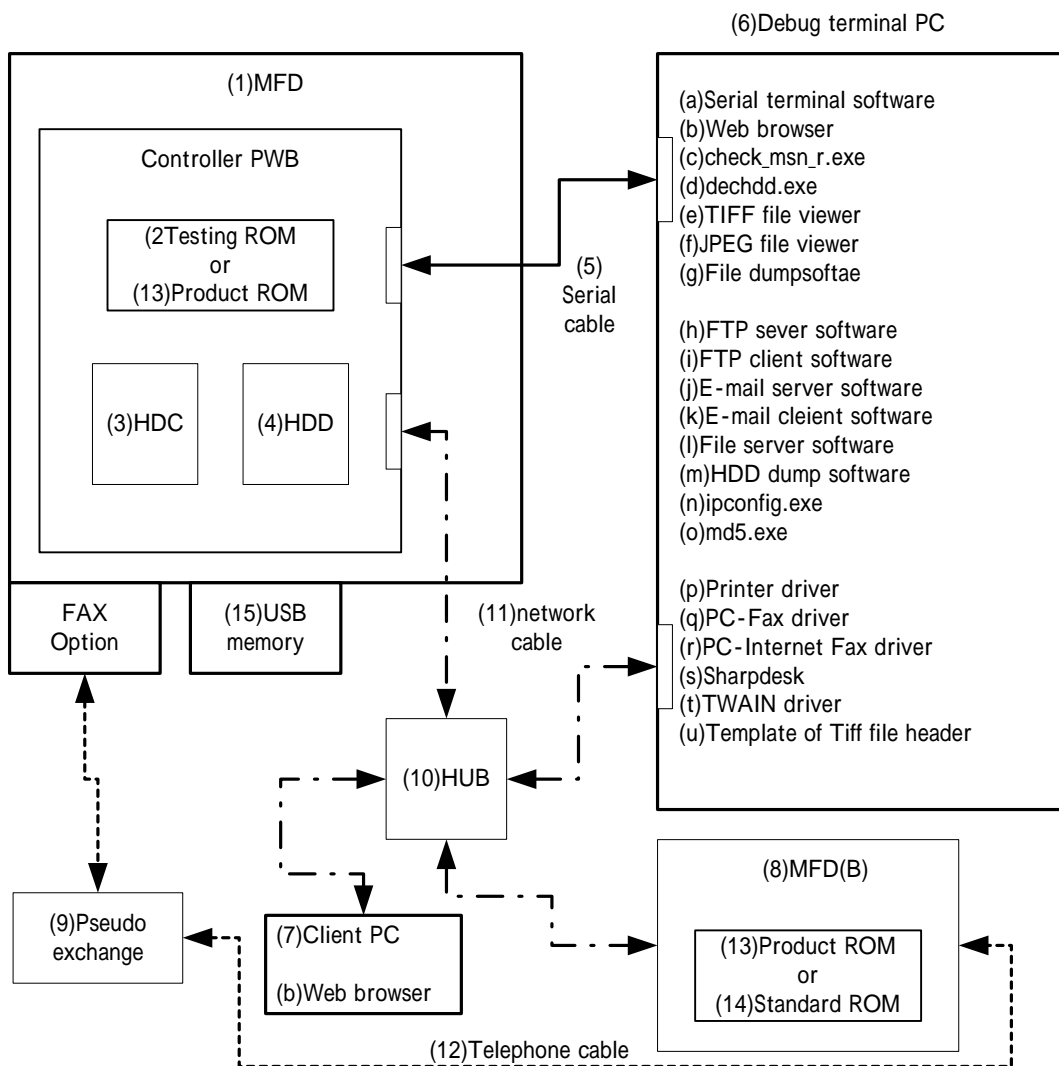 (6)Debug terminal PC
(1)MFD
Controller PWB
(2Testing ROM
or
(13)Product ROM
(3)HDC
(4)HDD
FAX
Option
(15)USB
memory
(5)
Serial
cable
(a)Serial terminal software
(b)Web browser
(c)check_msn_r.exe
(d)dechdd.exe
(e)TIFF file viewer
(f)JPEG file viewer
(g)File dumpsoftae
(h)FTP sever software
(i)FTP client software
(j)E-mail server software
(k)E-mail cleient software
(l)File server software
(m)HDD dump software
(n)ipconfig.exe
(o)md5.exe
(p)Printer driver
(q)PC-Fax driver
(r)PC-Internet Fax driver
(s)Sharpdesk
(t)TWAIN driver
(u)Template of Tiff file header
(11)network
cable
(10)HUB
(9)Pseudo
exchange
(7)Client PC
(b)Web browser
(8)MFD(B)
(13)Product ROM
or
(14)Standard ROM
(12)Telephone cable